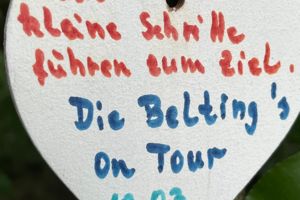 kleine Schritte
führen zum Ziel.
Die Belting's
on Tour